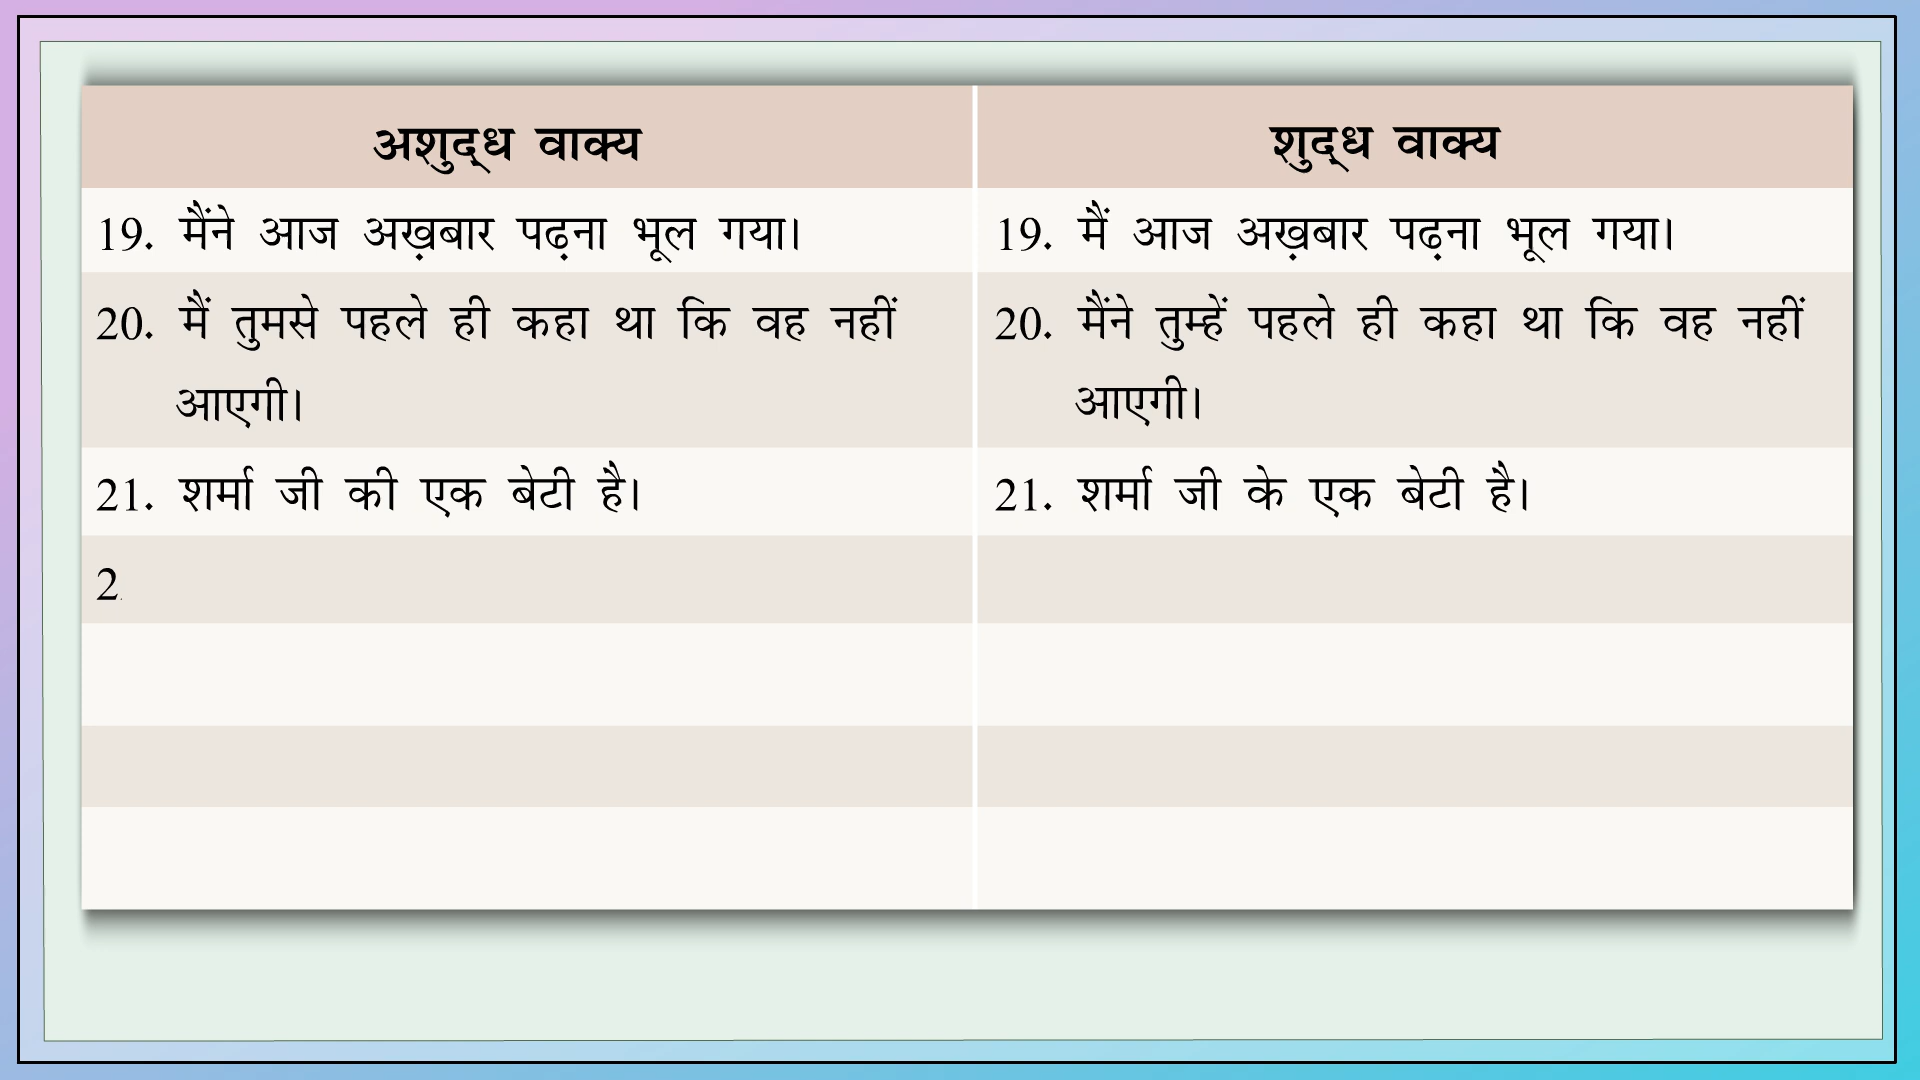 अशुद्ध वाक्य
शुद्ध वाक्य
19. मैंने आज अख़बार पढ़ना भूल गया।
19. मैं आज अख़बार पढ़ना भूल गया।
20. मैं तुमसे पहले ही कहा था कि वह नहीं
आएगी।
20. मैंने तुम्हें पहले ही कहा था कि वह नहीं
आएगी।
21. शर्मा जी की एक बेटी है।
21. शर्मा जी के एक बेटी है।
2